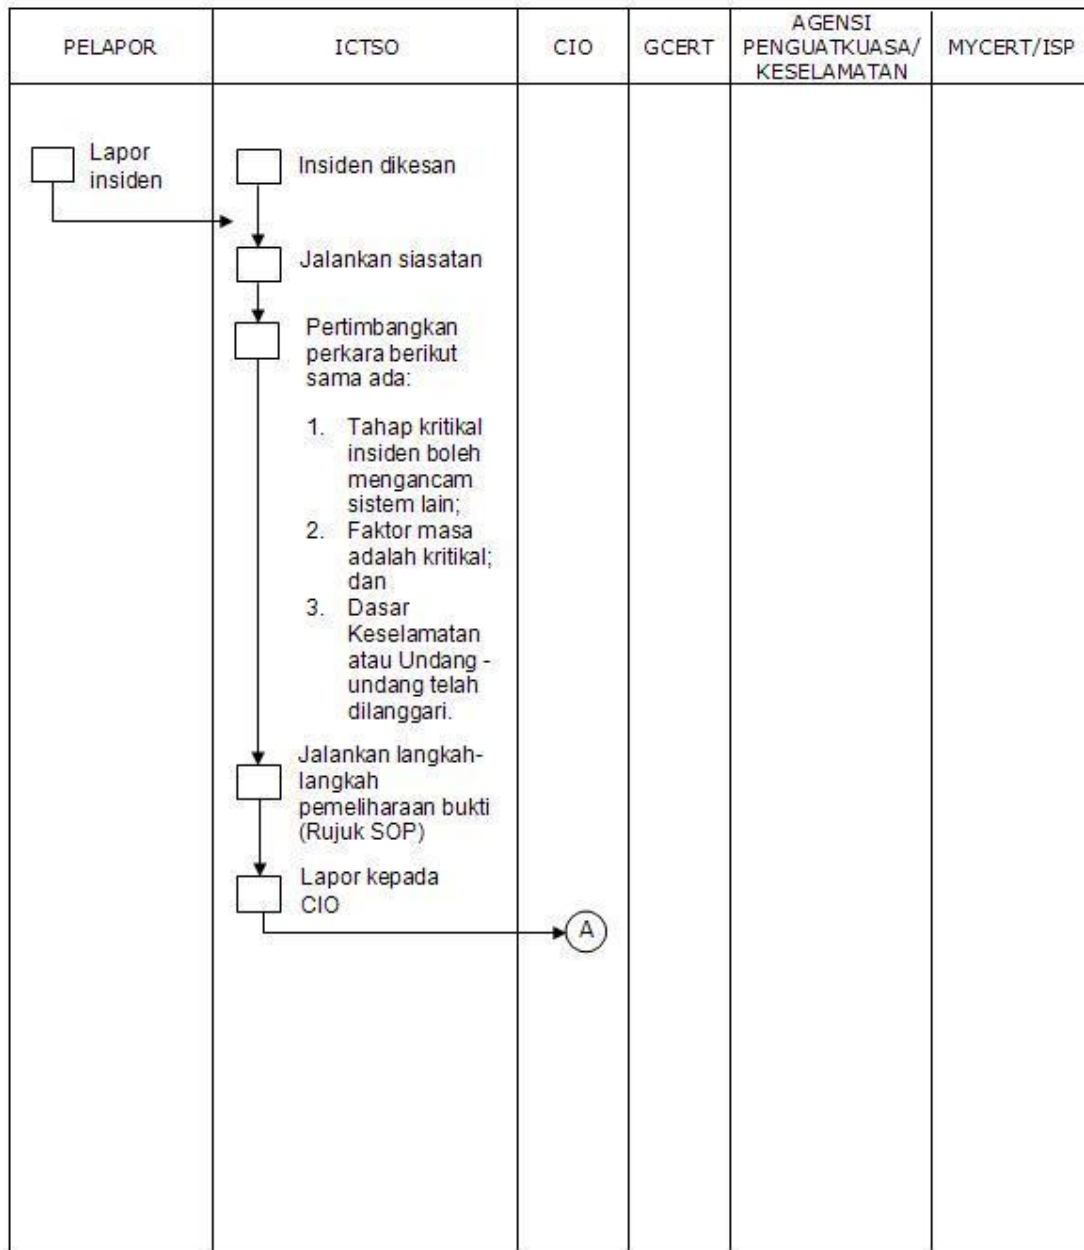 PELAPOR
ICTSO
CIO
GCERT
AGENSI
PENGUATKUASA/
KESELAMATAN
MYCERT/ISP
Lapor
insiden
Insiden dikesan
Jalankan siasatan
Pertimbangkan
perkara berikut
sama ada:
1. Tahap kritikal
insiden boleh
mengancam
sistem lain;
2. Faktor masa
adalah kritikal;
dan
3. Dasar
Keselamatan
atau Undang -
undang telah
dilanggari.
Jalankan langkah-
langkah
pemeliharaan bukti
(Rujuk SOP)
Lapor kepada
CIO
A